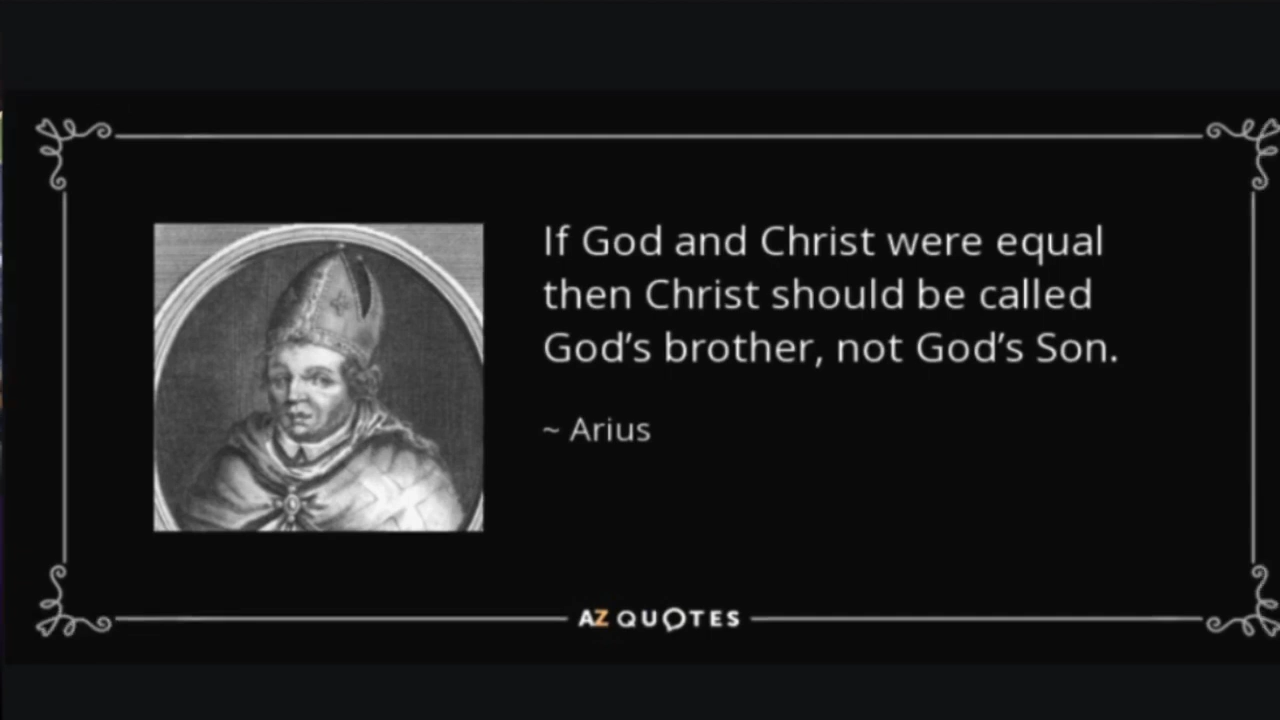 If God and Christ were equal
then Christ should be called
God's brother, not God's Son.
~ Arius
AZ QUOTES